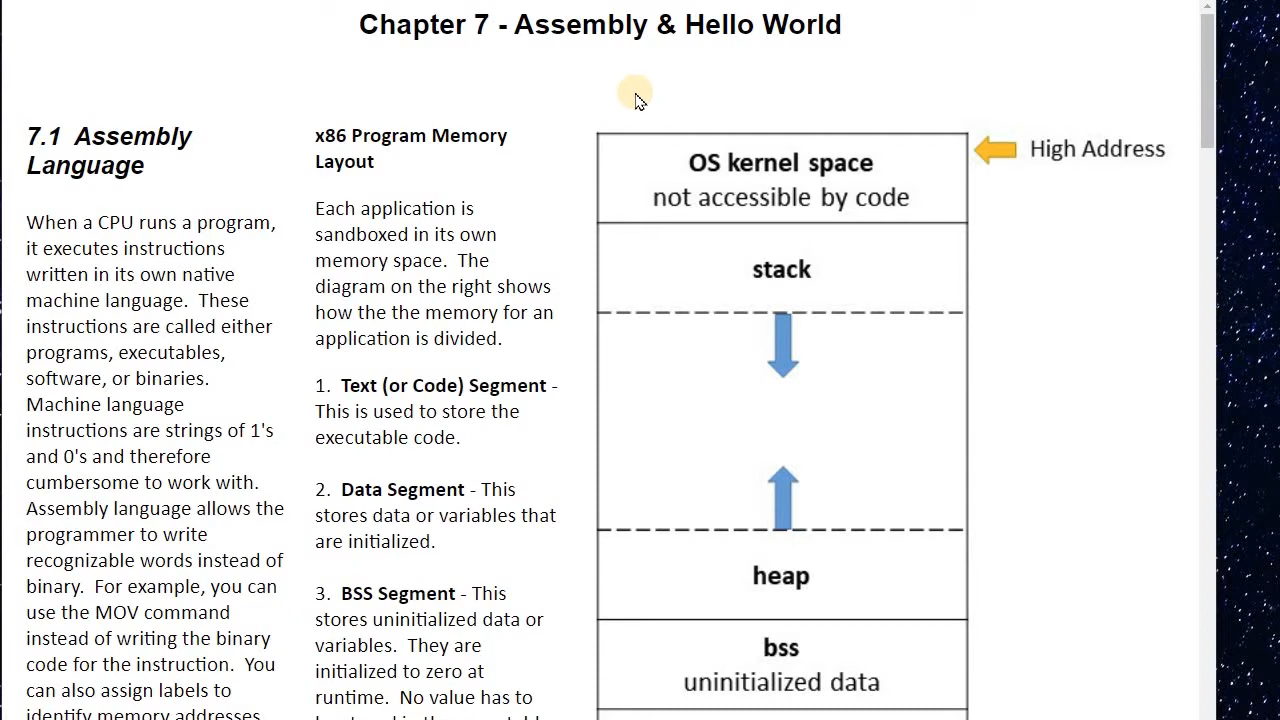 Chapter 7 - Assembly & Hello World
7.1 Assembly
Language
When a CPU runs a program,
it executes instructions
written in its own native
machine language. These
instructions are called either
programs, executables,
software, or binaries.
Machine language
instructions are strings of 1's
and 0's and therefore
cumbersome to work with.
Assembly language allows the
programmer to write
recognizable words instead of
binary. For example, you can
use the MOV command
instead of writing the binary
code for the instruction. You
can also assign labels to
identify memory addresses
x86 Program Memory
Layout
Each application is
sandboxed in its own
memory space. The
diagram on the right shows
how the the memory for an
application is divided.
1. Text (or Code) Segment -
This is used to store the
executable code.
2. Data Segment - This
stores data or variables that
are initialized.
3. BSS Segment - This
stores uninitialized data or
variables. They are
initialized to zero at
runtime. No value has to
OS kernel space
not accessible by code
High Address
stack
heap
bss
uninitialized data